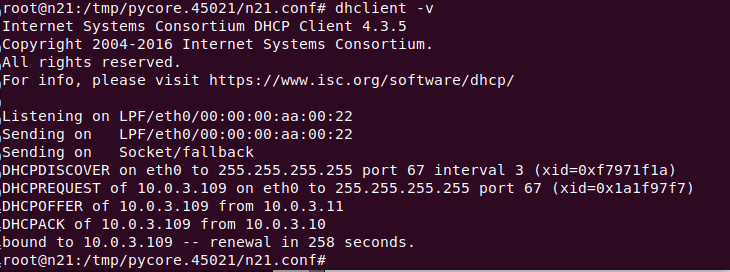 root@n21:/tmp/pycore.45021/n21.conf# dhclient -v
Internet Systems Consortium DHCP Client 4.3.5
Copyright 2004-2016 Internet Systems Consortium.
All rights reserved.
For info, please visit https://www.isc.org/software/dhcp/

Listening on LPF/eth0/00:00:00:aa:00:22
Sending on   LPF/eth0/00:00:00:aa:00:22
Sending on   Socket/fallback
DHCPDISCOVER on eth0 to 255.255.255.255 port 67 interval 3 (xid=0xf7971f1a)
DHCPREQUEST of 10.0.3.109 on eth0 to 255.255.255.255 port 67 (xid=0x1a1f97f7)
DHCPOFFER of 10.0.3.109 from 10.0.3.11
DHCPACK of 10.0.3.109 from 10.0.3.10
bound to 10.0.3.109 -- renewal in 258 seconds.
root@n21:/tmp/pycore.45021/n21.conf#